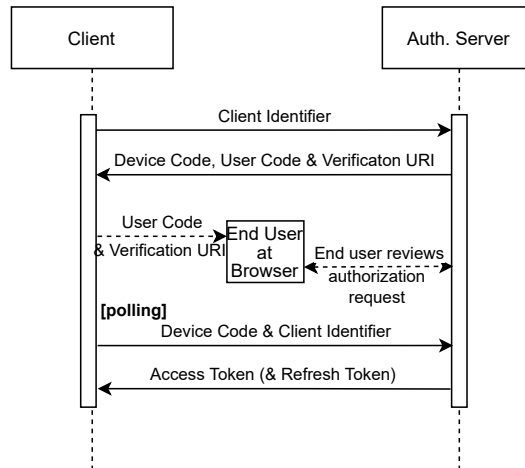 Client
Auth. Server
Client Identifier
Device Code, User Code & Verificaton URI
User Code
& Verification URI
End User
at
Browser
End user reviews
authorization
request
[polling]
Device Code & Client Identifier
Access Token (& Refresh Token)